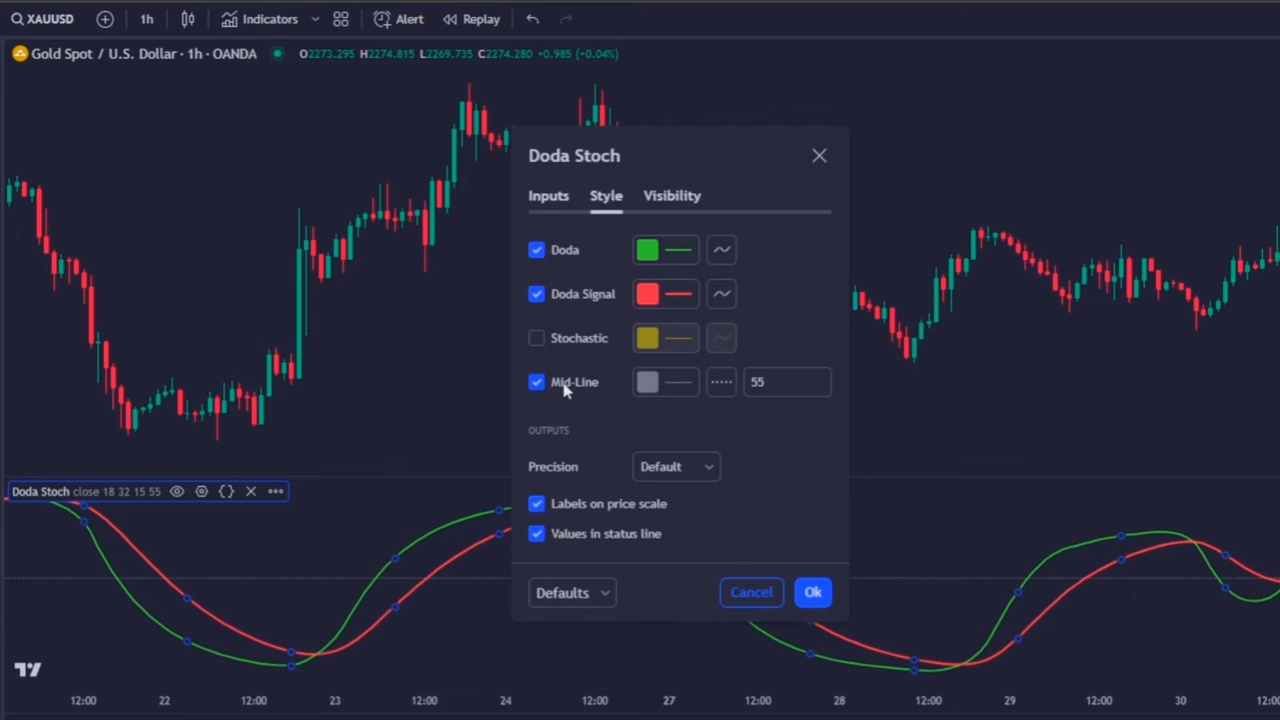 XAUUSD 1h Indicators Alert Replay
Gold Spot / U.S. Dollar · 1h · OANDA O2273.295 H2274.815 L2269.735 C2274.280 +0.985 (+0.04%)
Doda Stoch
Inputs Style Visibility
Doda
Doda Signal
Stochastic
Mid-Line 55
OUTPUTS
Precision Default
Labels on price scale
Values in status line
Defaults Cancel Ok
Doda Stoch close 18 32 15 55
12:00 22 12:00 23 12:00 24 12:00 27 12:00 28 12:00 29 12:00 30 12:00